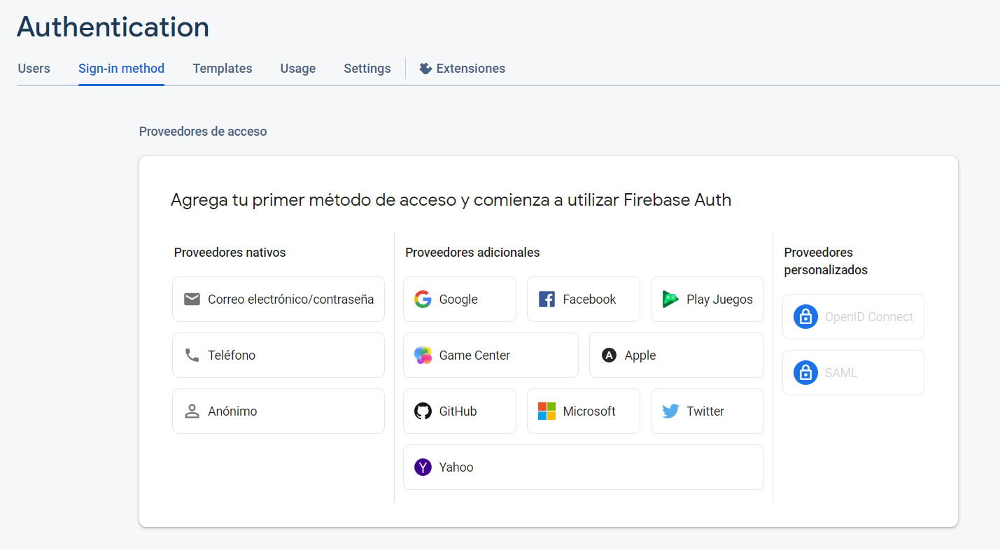 Authentication
Users
Sign-in method
Templates
Usage
Settings
Extensiones
Proveedores de acceso
Agrega tu primer método de acceso y comienza a utilizar Firebase Auth
Proveedores nativos
Correo electrónico/contraseña
Teléfono
Anónimo
Proveedores adicionales
Google
Facebook
Play Juegos
Game Center
Apple
GitHub
Microsoft
Twitter
Yahoo
Proveedores
personalizados
OpenID Connect
SAML